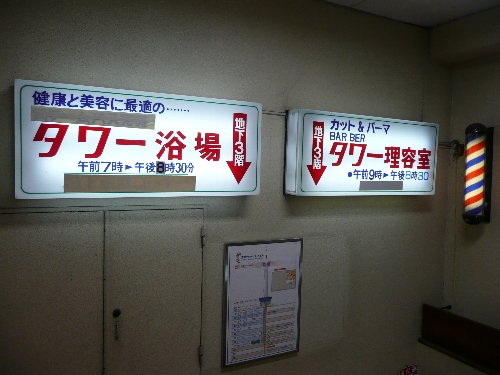 健康と美容に最適の……
タワー浴場
午前7時▶午後8時30分
地下3階
カット&パーマ
BARBER
タワー理容室
●午前9時▶午後6時30
地下3階